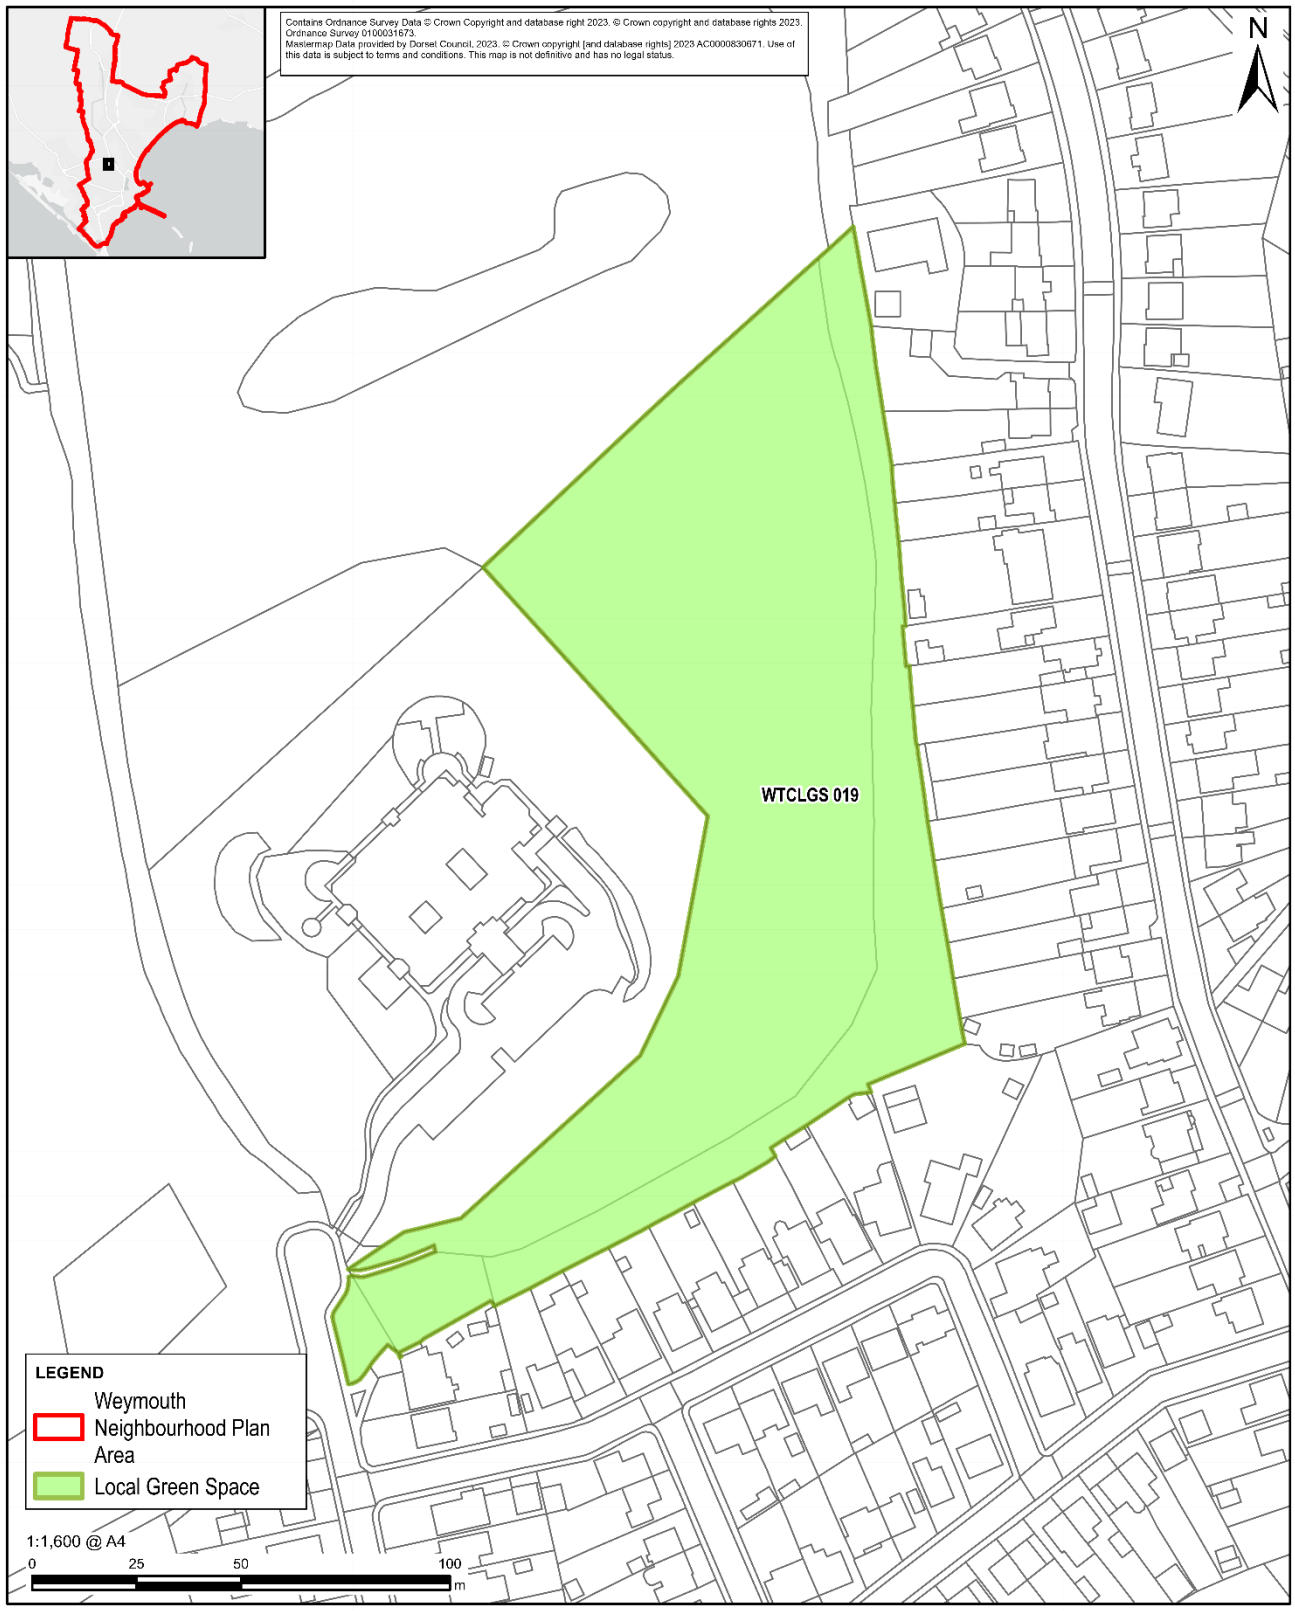 Contains Ordnance Survey Data © Crown Copyright and database right 2023. © Crown copyright and database rights 2023.
Ordnance Survey 0100031673.
Mastermap Data provided by Dorset Council, 2023. © Crown copyright [and database rights] 2023 AC0000830671. Use of
this data is subject to terms and conditions. This map is not definitive and has no legal status.
N
WTCLGS 019
LEGEND
Weymouth
Neighbourhood Plan
Area
Local Green Space
1:1,600 @ A4
0 25 50 100
m